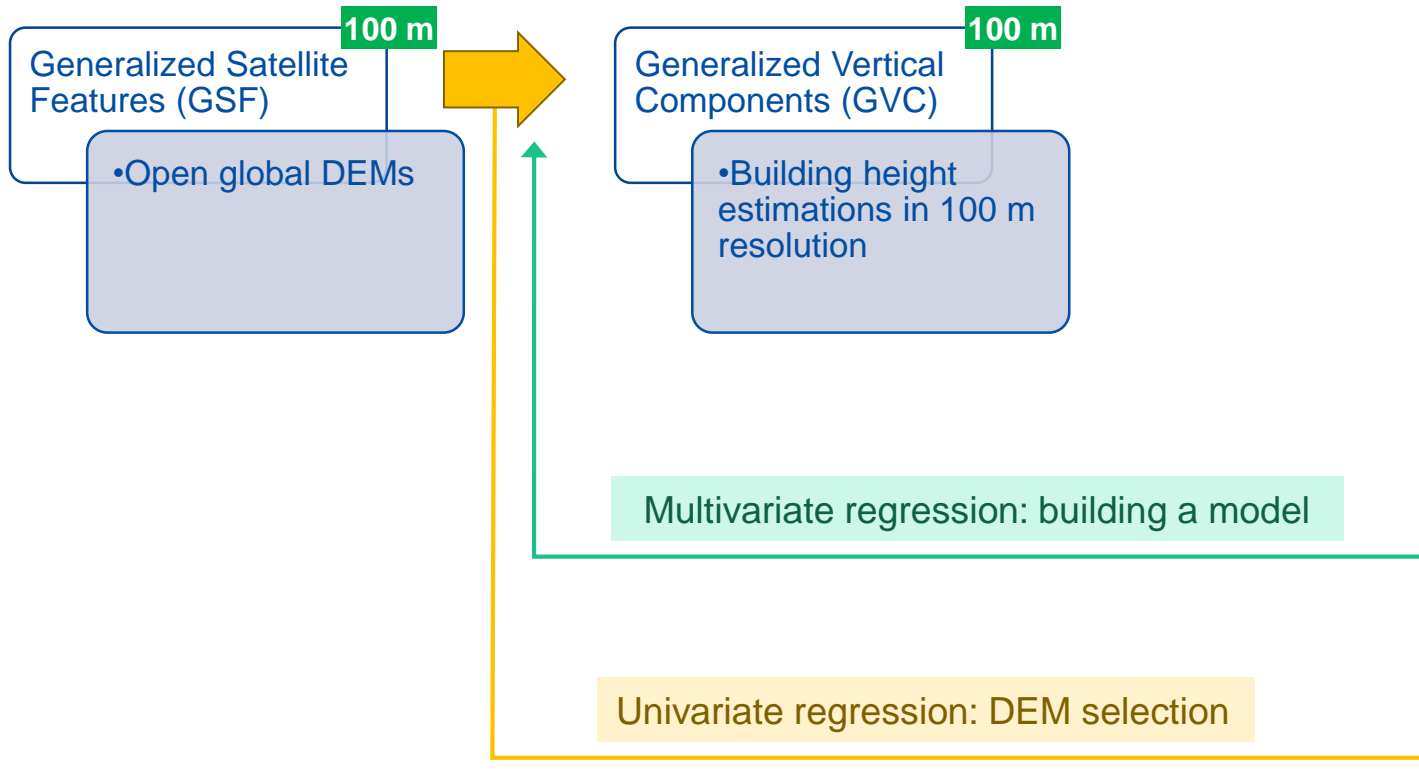 100 m
Generalized Satellite
Features (GSF)
•Open global DEMs
100 m
Generalized Vertical
Components (GVC)
•Building height
estimations in 100 m
resolution
Multivariate regression: building a model
Univariate regression: DEM selection